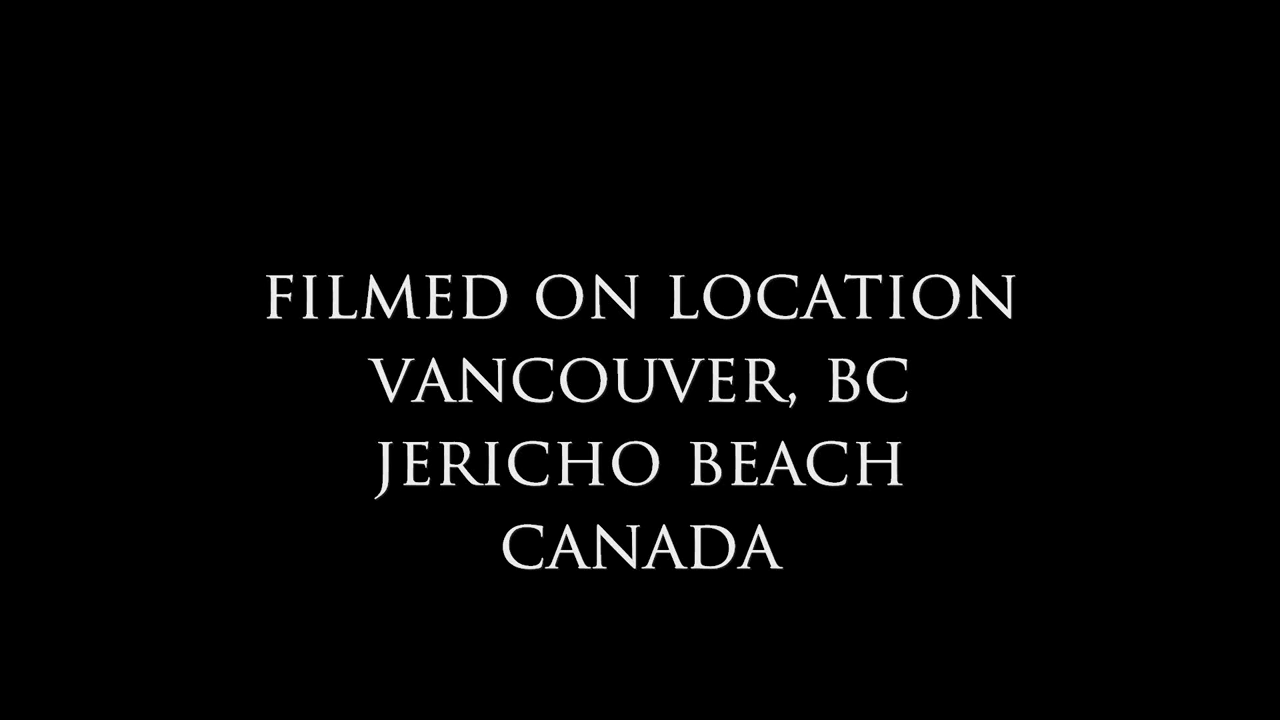 FILMED ON LOCATION
VANCOUVER, BC
JERICHO BEACH
CANADA